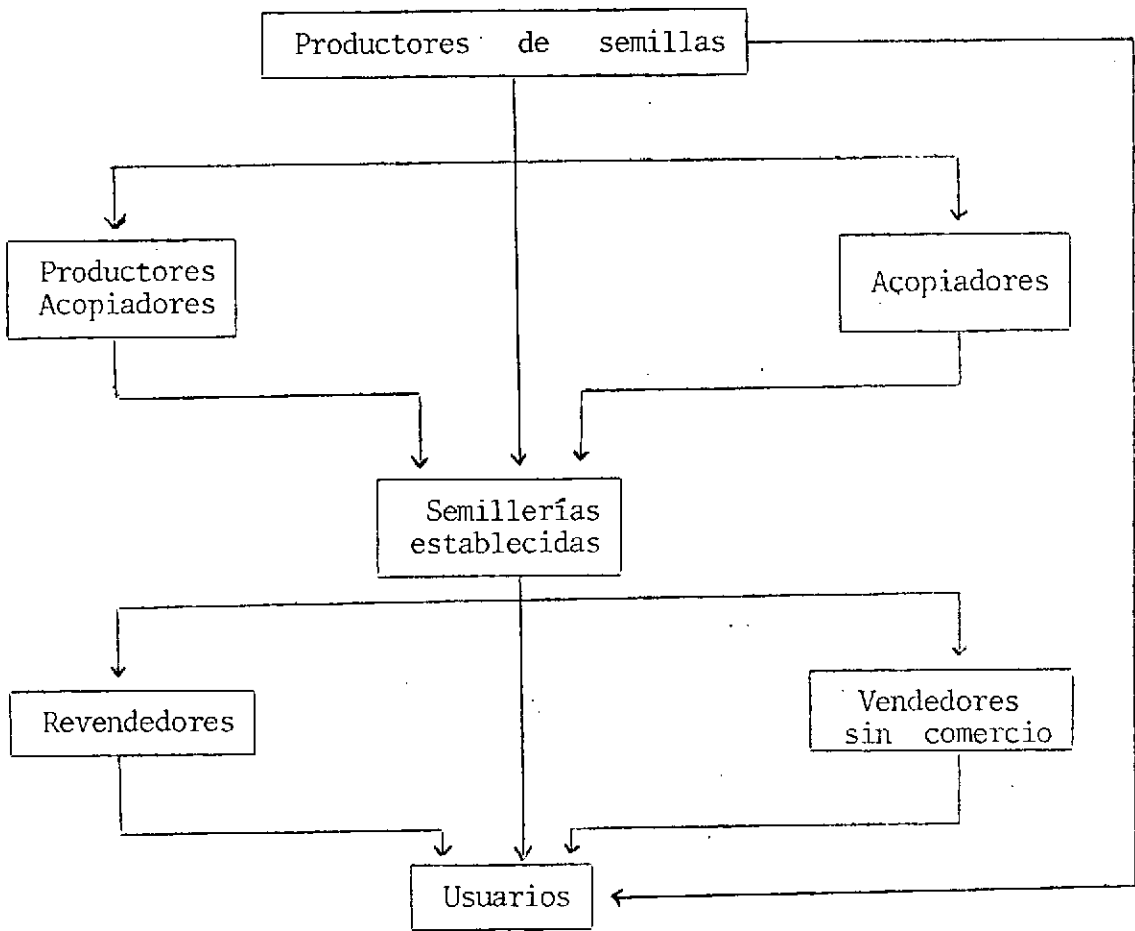 Productores de semillas
Productores
Acopiadores
Acopiadores
Semillerías
establecidas
Revendedores
Vendedores
sin comercio
Usuarios